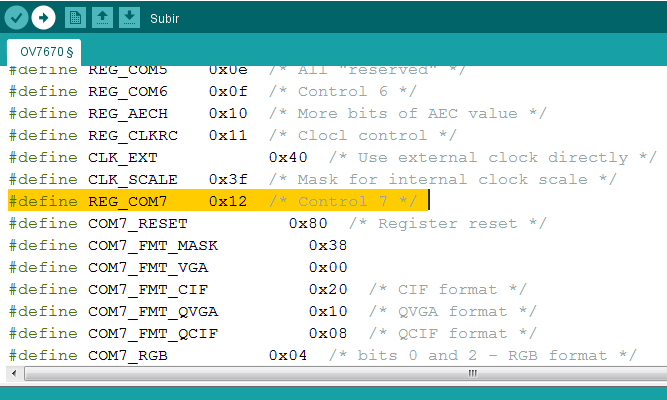 Subir
OV7670 §
#define REG_COM5 0x0e /* All "reserved" */
#define REG_COM6 0x0f /* Control 6 */
#define REG_AECH 0x10 /* More bits of AEC value */
#define REG_CLKRC 0x11 /* Clocl control */
#define CLK_EXT 0x40 /* Use external clock directly */
#define CLK_SCALE 0x3f /* Mask for internal clock scale */
#define REG_COM7 0x12 /* Control 7 */
#define COM7_RESET 0x80 /* Register reset */
#define COM7_FMT_MASK 0x38
#define COM7_FMT_VGA 0x00
#define COM7_FMT_CIF 0x20 /* CIF format */
#define COM7_FMT_QVGA 0x10 /* QVGA format */
#define COM7_FMT_QCIF 0x08 /* QCIF format */
#define COM7_RGB 0x04 /* bits 0 and 2 - RGB format */